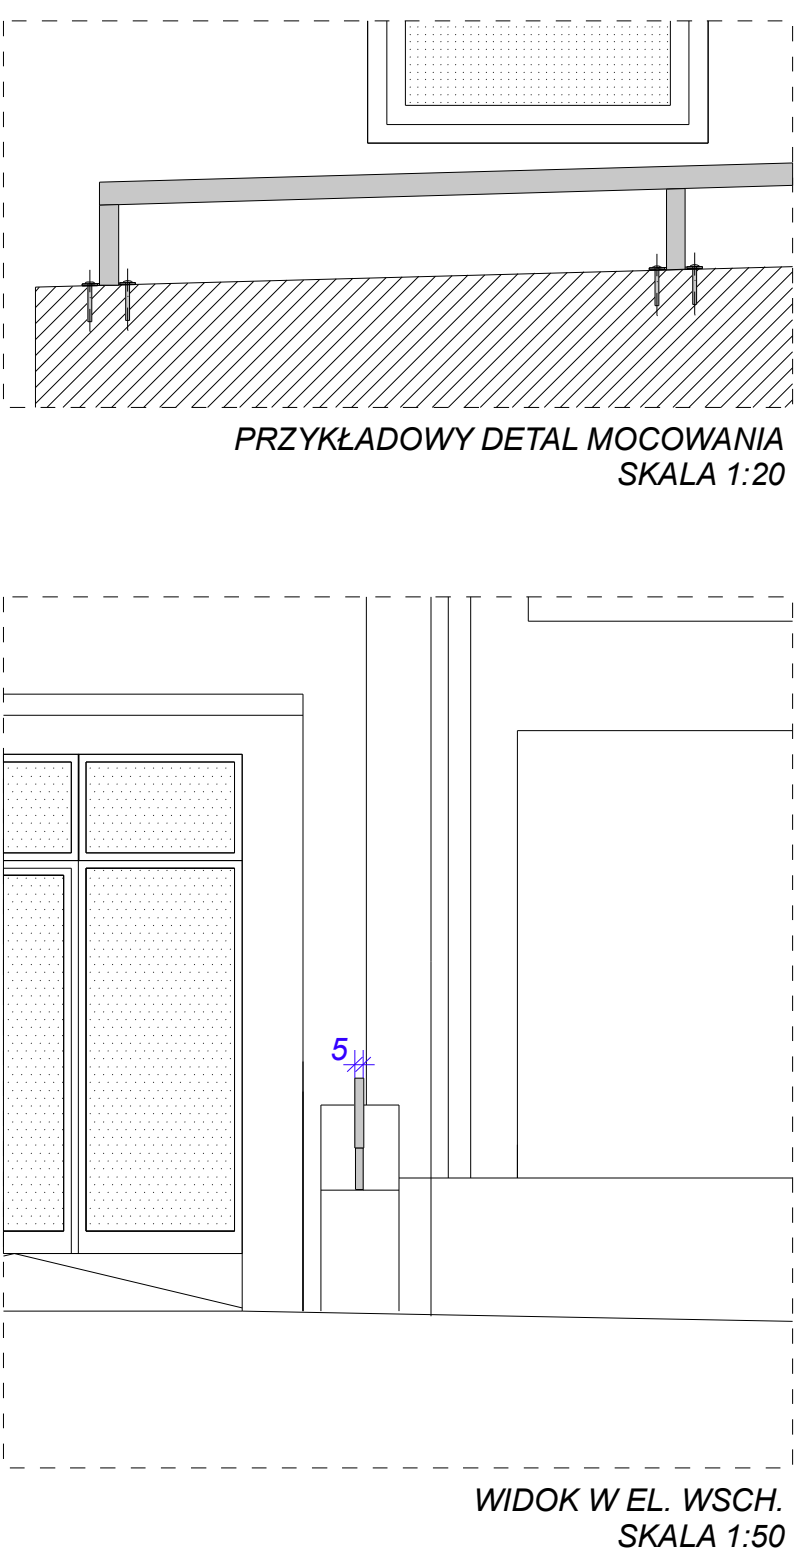 PRZYKŁADOWY DETAL MOCOWANIA
SKALA 1:20
5
WIDOK W EL. WSCH.
SKALA 1:50